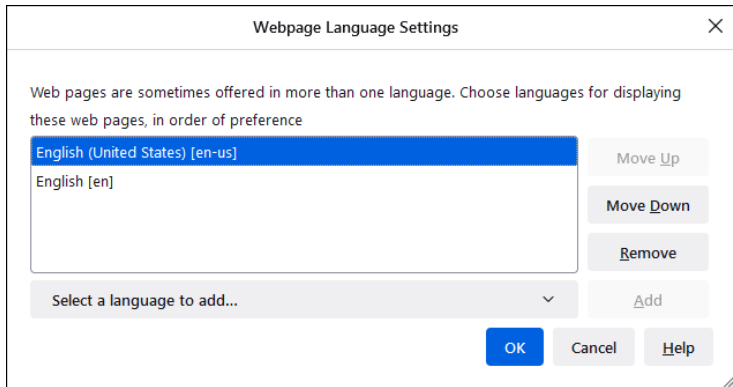 Webpage Language Settings
Web pages are sometimes offered in more than one language. Choose languages for displaying
these web pages, in order of preference
English (United States) [en-us]
Move Up
English [en]
Move Down
Remove
Select a language to add...
Add
OK
Cancel
Help